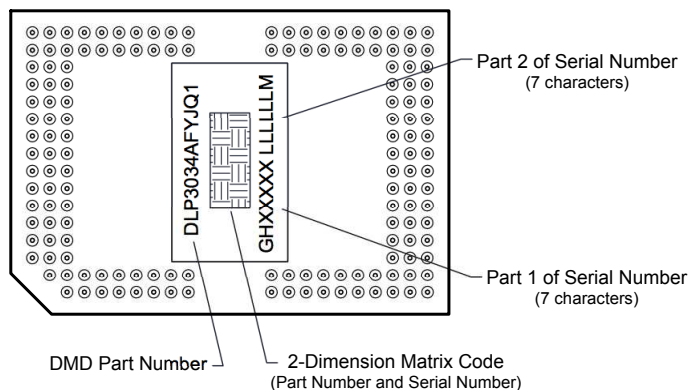 Part 2 of Serial Number
(7 characters)
DLP3034AFYJQ1
GHXXXXX LLLLLLM
Part 1 of Serial Number
(7 characters)
DMD Part Number
2-Dimension Matrix Code
(Part Number and Serial Number)